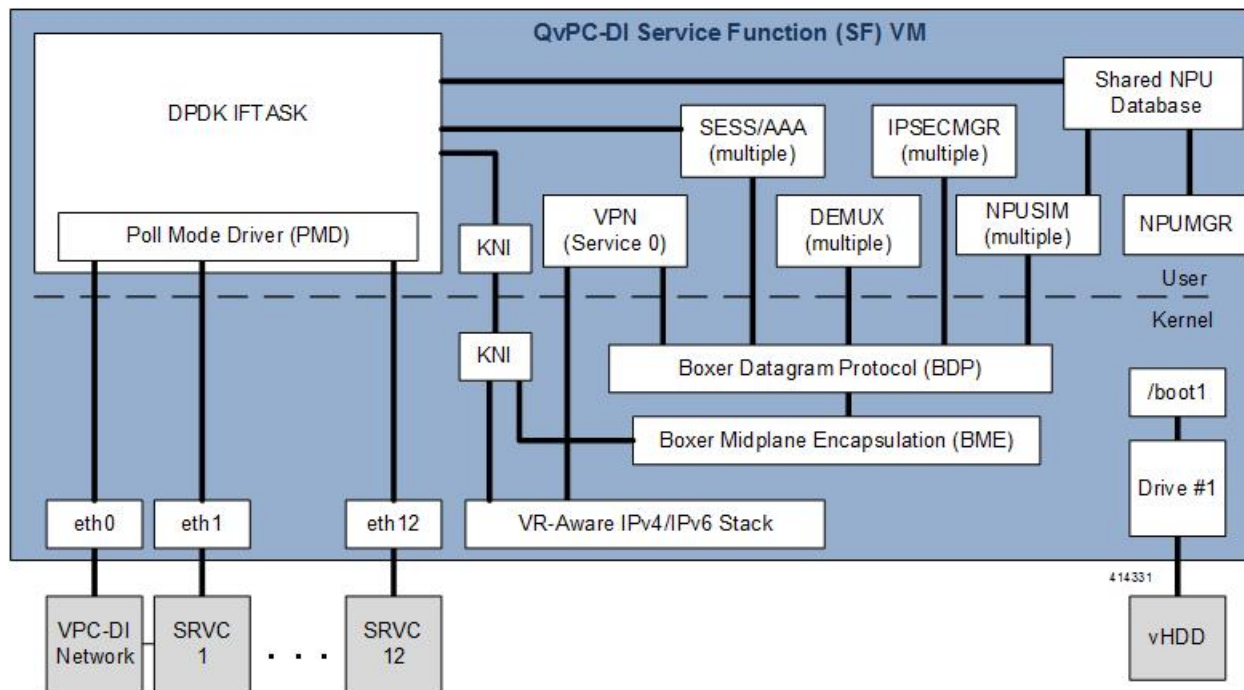 QvPC-DI Service Function (SF) VM
DPDK IFTASK
Shared NPU
Database
SESS/AAA
(multiple)
IPSECMGR
(multiple)
Poll Mode Driver (PMD)
KNI
VPN
(Service 0)
DEMUX
(multiple)
NPUSIM
(multiple)
NPUMGR
User
Kernel
KNI
Boxer Datagram Protocol (BDP)
/boot1
Boxer Midplane Encapsulation (BME)
Drive #1
eth0
eth1
eth12
VR-Aware IPv4/IPv6 Stack
414331
VPC-DI
Network
SRVC
1
. . .
SRVC
12
vHDD